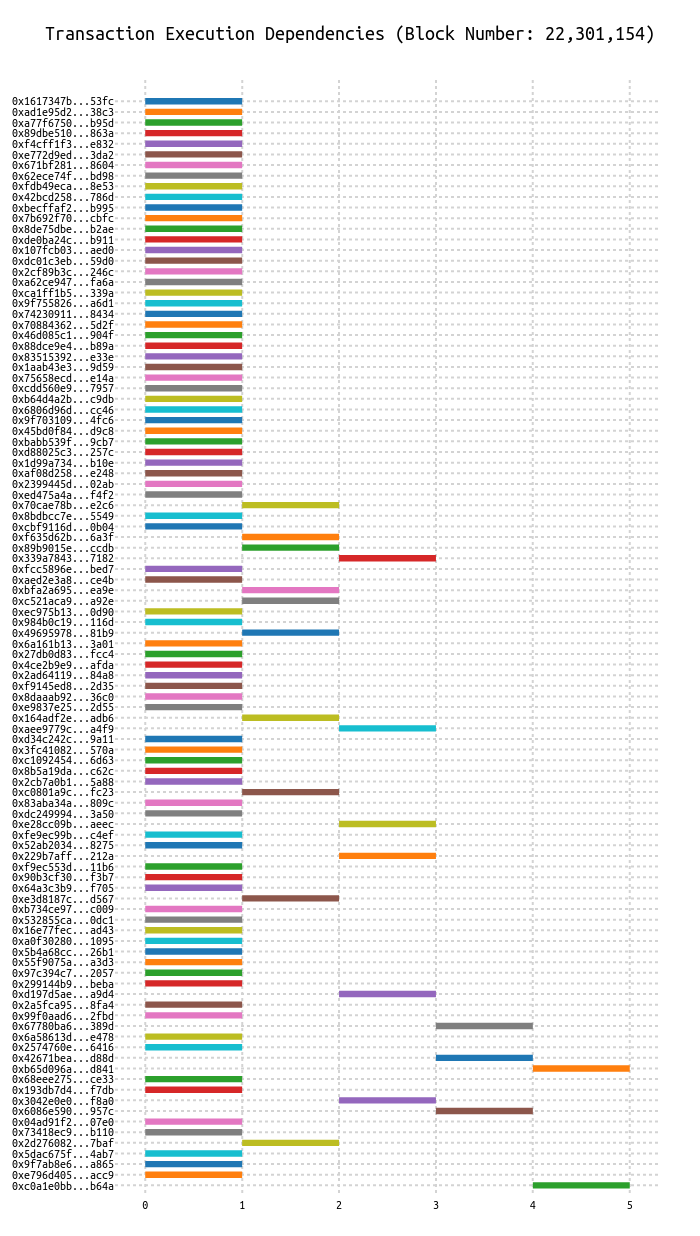 Transaction Execution Dependencies (Block Number: 22,301,154)
0x1617347b...53fc
0xad1e95d2...38c3
0xa77f6750...b95d
0x89dbe510...863a
0xf4cff1f3...e832
0xe772d9ed...3da2
0x671bf281...8604
0x62ece74f...bd98
0xfdb49eca...8e53
0x42bcd258...786d
0xbecffaf2...b995
0x7b692f70...cbfc
0x8de75dbe...b2ae
0xde0ba24c...b911
0x107fcb03...aed0
0xdc01c3eb...59d0
0x2cf89b3c...246c
0xa62ce947...fa6a
0xca1ff1b5...339a
0x9f755826...a6d1
0x74230911...8434
0x70884362...5d2f
0x46d085c1...904f
0x88dce9e4...b89a
0x83515392...e33e
0x1aab43e3...9d59
0x75658ecd...e14a
0xcdd560e9...7957
0xb64d4a2b...c9db
0x6806d96d...cc46
0x9f703109...4fc6
0x45bd0f84...d9c8
0xbabb539f...9cb7
0xd88025c3...257c
0x1d99a734...b10e
0xaf08d258...e248
0x2399445d...02ab
0xed475a4a...f4f2
0x70cae78b...e2c6
0x8bdbcc7e...5549
0xcbf9116d...0b04
0xf635d62b...6a3f
0x89b9015e...ccdb
0x339a7843...7182
0xfcc5896e...bed7
0xaed2e3a8...ce4b
0xbfa2a695...ea9e
0xc521aca9...a92e
0xec975b13...0d90
0x984b0c19...116d
0x49695978...81b9
0x6a161b13...3a01
0x27db0d83...fcc4
0x4ce2b9e9...afda
0x2ad64119...84a8
0xf9145ed8...2d35
0x8daaab92...36c0
0xe9837e25...2d55
0x164adf2e...adb6
0xaee9779c...a4f9
0xd34c242c...9a11
0x3fc41082...570a
0xc1092454...6d63
0x8b5a19da...c62c
0x2cb7a0b1...5a88
0xc0801a9c...fc23
0x83aba34a...809c
0xdc249994...3a50
0xe28cc09b...aeec
0xfe9ec99b...c4ef
0x52ab2034...8275
0x229b7aff...212a
0xf9ec553d...11b6
0x90b3cf30...f3b7
0x64a3c3b9...f705
0xe3d8187c...d567
0xb734ce97...c009
0x532855ca...0dc1
0x16e77fec...ad43
0xa0f30280...1095
0x5b4a68cc...26b1
0x55f9075a...a3d3
0x97c394c7...2057
0x299144b9...beba
0xd197d5ae...a9d4
0x2a5fca95...8fa4
0x99f0aad6...2fbd
0x67780ba6...389d
0x6a58613d...e478
0x2574760e...6416
0x42671bea...d88d
0xb65d096a...d841
0x68eee275...ce33
0x193db7d4...f7db
0x3042e0e0...f8a0
0x6086e590...957c
0x04ad91f2...07e0
0x73418ec9...b110
0x2d276082...7baf
0x5dac675f...4ab7
0x9f7ab8e6...a865
0xe796d405...acc9
0xc0a1e0bb...b64a
0 1 2 3 4 5